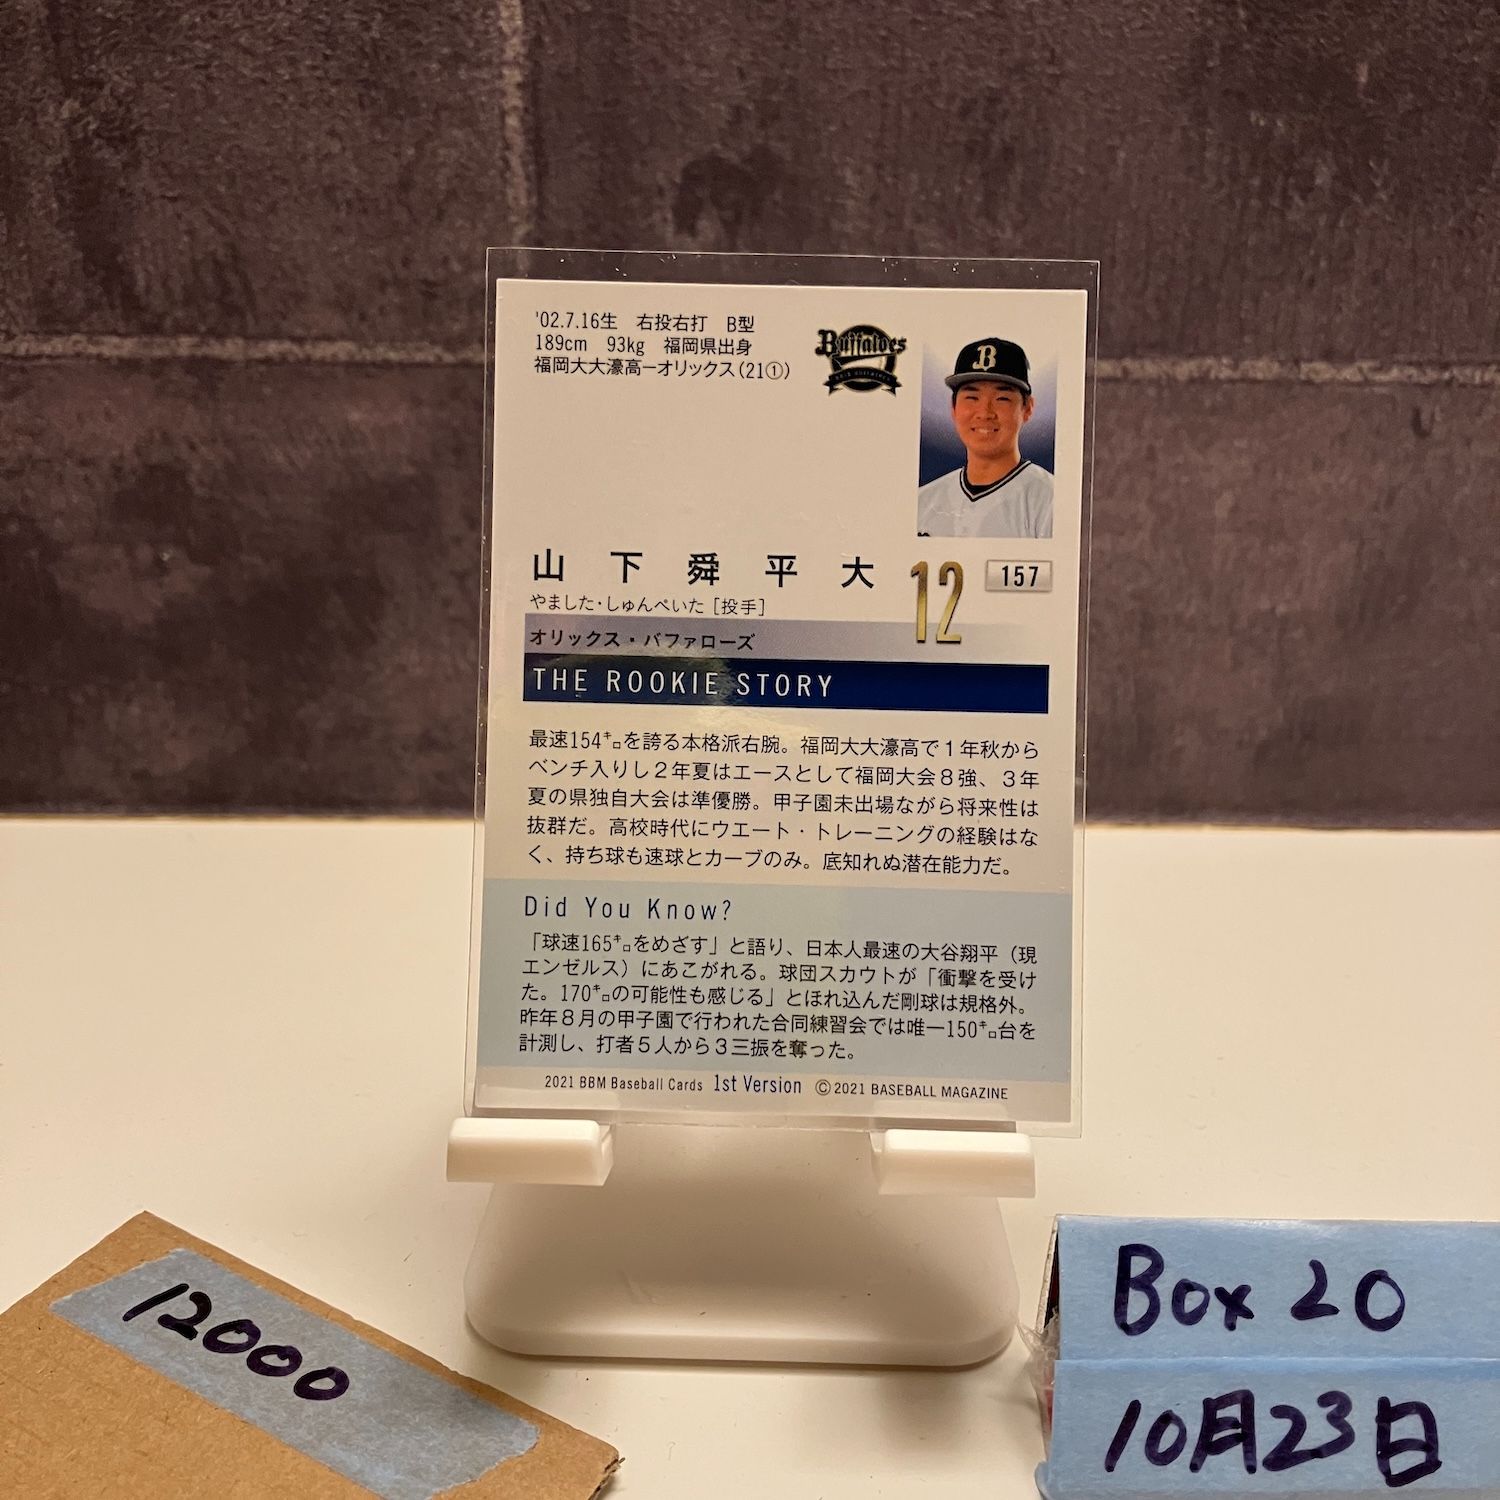 '02.7.16生 右投右打 B型
189cm 93kg 福岡県出身
福岡大大濠高ーオリックス(21①)
Buffaloes
B
山下舜平大
12
157
やました・しゅんぺいた [投手]
オリックス・バファローズ
THE ROOKIE STORY
最速154㌔を誇る本格派右腕。福岡大大濠高で1年秋から
ベンチ入りし2年夏はエースとして福岡大会8強、3年
夏の県独自大会は準優勝。甲子園未出場ながら将来性は
抜群だ。高校時代にウエート・トレーニングの経験はな
く、持ち球も速球とカーブのみ。底知れぬ潜在能力だ。
Did You Know?
「球速165㌔をめざす」と語り、日本人最速の大谷翔平(現
エンゼルス)にあこがれる。球団スカウトが「衝撃を受け
た。170㌔の可能性も感じる」とほれ込んだ剛球は規格外。
昨年8月の甲子園で行われた合同練習会では唯一150㌔台を
計測し、打者5人から3三振を奪った。
2021 BBM Baseball Cards 1st Version ©2021 BASEBALL MAGAZINE
12000
Box 20
10月23日